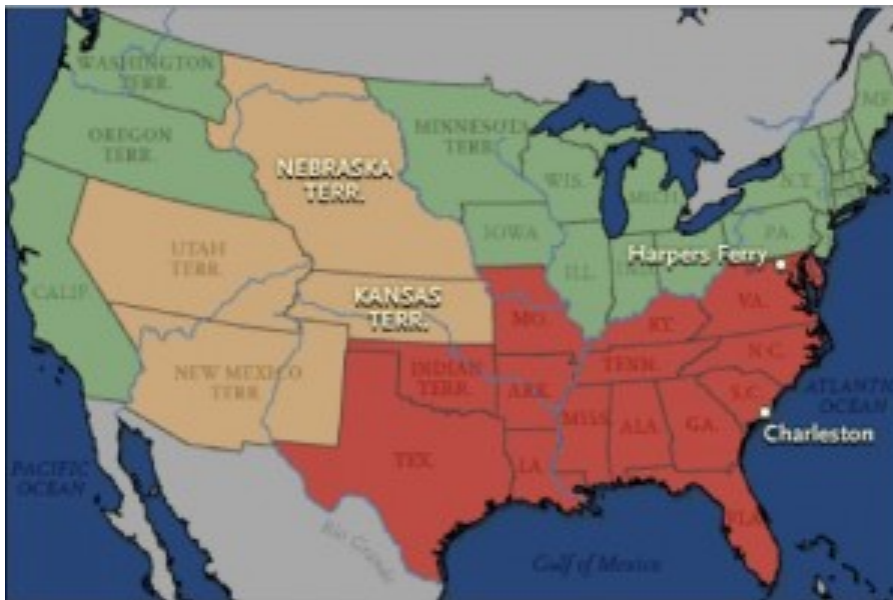 WASHINGTON
TERR.
OREGON
TERR.
MINNESOTA
TERR.
NEBRASKA
TERR.
WIS.
MICH.
N.Y.
IOWA
PA.
UTAH
TERR.
ILL.
Harpers Ferry
CALIF.
KANSAS
TERR.
MO.
KY.
VA.
NEW MEXICO
TERR.
INDIAN
TERR.
ARK.
TENN.
N.C.
S.C.
ATLANTIC
OCEAN
MISS.
ALA.
GA.
Charleston
PACIFIC
OCEAN
TEX.
LA.
FLA.
Rio Grande
Gulf of Mexico